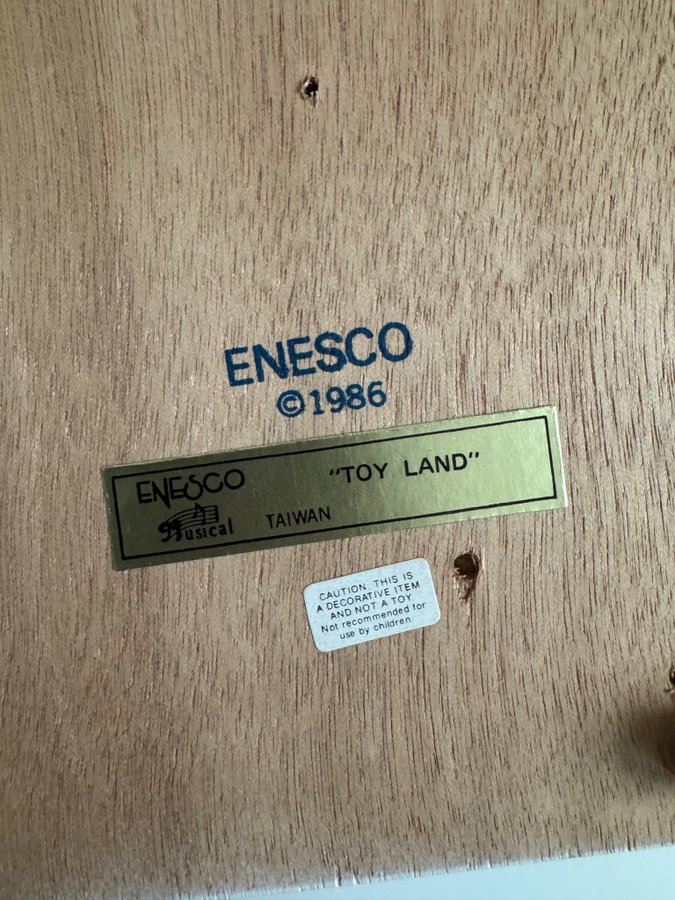 ENESCO
©1986
ENESCO "TOY LAND"
Musical TAIWAN
CAUTION: THIS IS
A DECORATIVE ITEM
AND NOT A TOY
Not recommended for
use by children